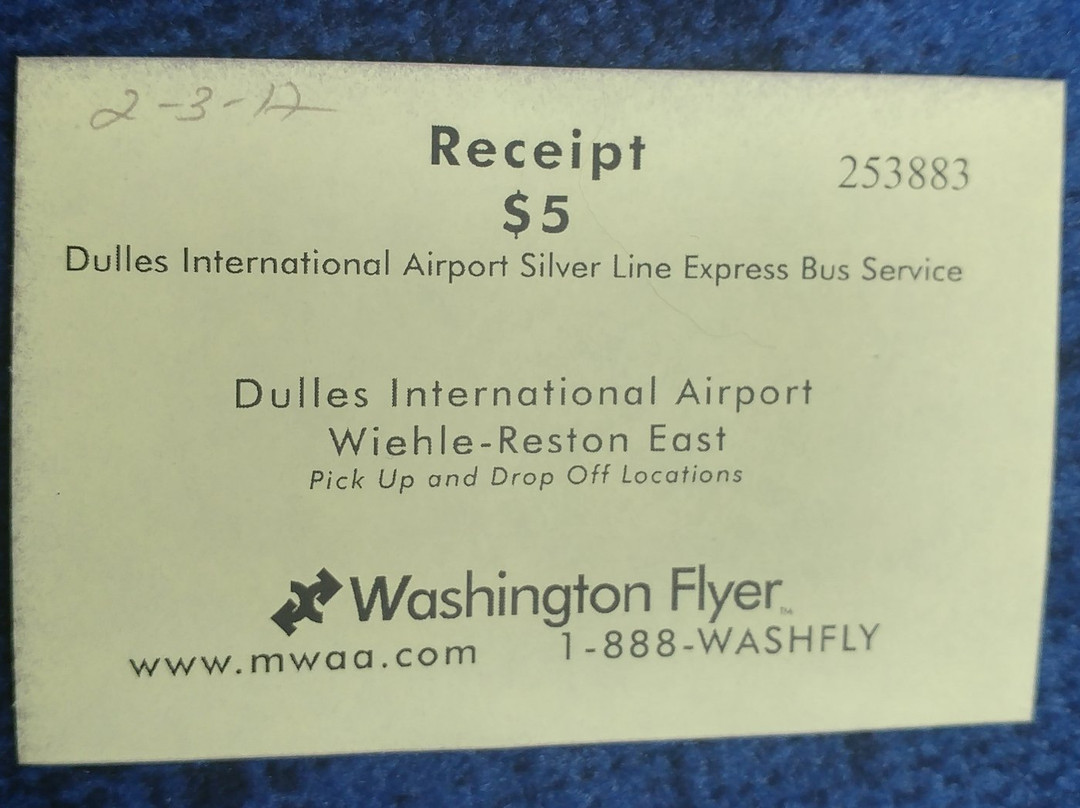 2-3-17
Receipt
253883
$5
Dulles International Airport Silver Line Express Bus Service
Dulles International Airport
Wiehle-Reston East
Pick Up and Drop Off Locations
Washington Flyer™
www.mwaa.com 1-888-WASHFLY